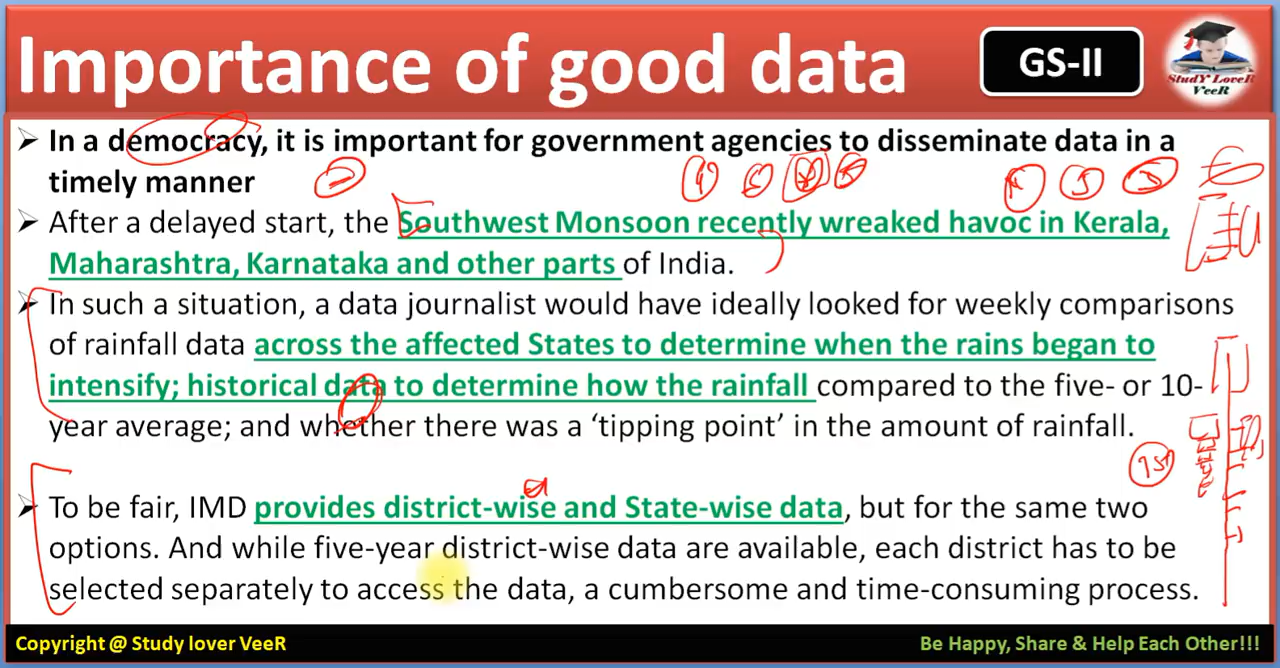 Importance of good data
GS-II
StudY LoveR
VeeR
➢ In a democracy, it is important for government agencies to disseminate data in a
timely manner
➢ After a delayed start, the Southwest Monsoon recently wreaked havoc in Kerala,
Maharashtra, Karnataka and other parts of India.
➢ In such a situation, a data journalist would have ideally looked for weekly comparisons
of rainfall data across the affected States to determine when the rains began to
intensify; historical data to determine how the rainfall compared to the five- or 10-
year average; and whether there was a ‘tipping point’ in the amount of rainfall.
➢ To be fair, IMD provides district-wise and State-wise data, but for the same two
options. And while five-year district-wise data are available, each district has to be
selected separately to access the data, a cumbersome and time-consuming process.
Copyright @ Study lover VeeR
Be Happy, Share & Help Each Other!!!